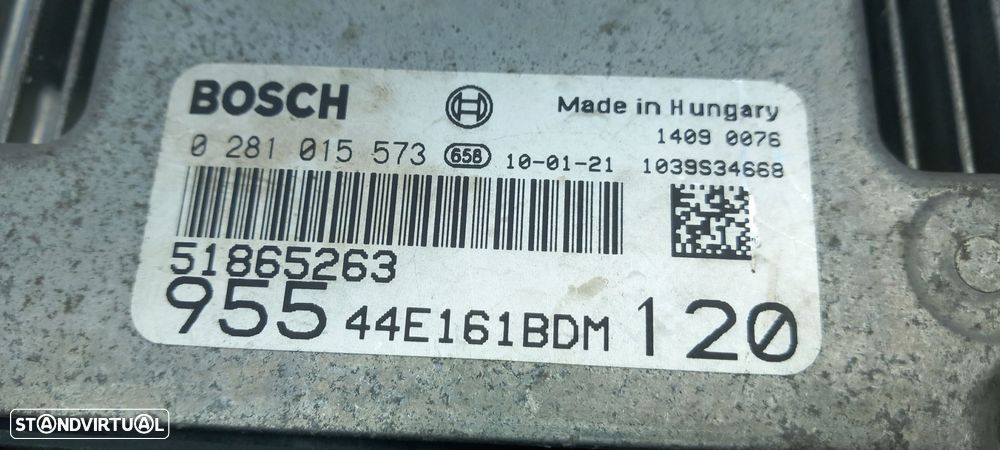 BOSCH
Made in Hungary
1409 0076
0 281 015 573 658 10-01-21 1039S34668
51865263
955 44E161BDM 120
STANDVIRTUAL